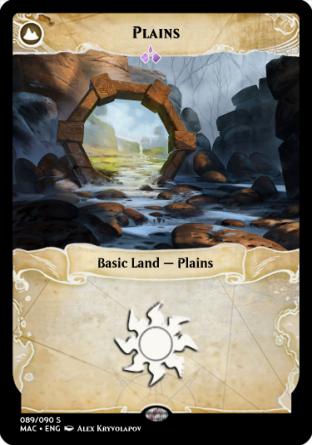 Plains
Basic Land — Plains
089/090 S
MAC • ENG Alex Kryvolapov